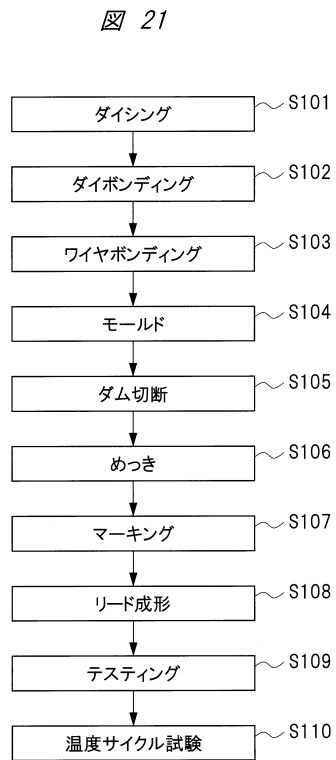 図 21
ダイシング S101
ダイボンディング S102
ワイヤボンディング S103
モールド S104
ダム切断 S105
めっき S106
マーキング S107
リード成形 S108
テスティング S109
温度サイクル試験 S110